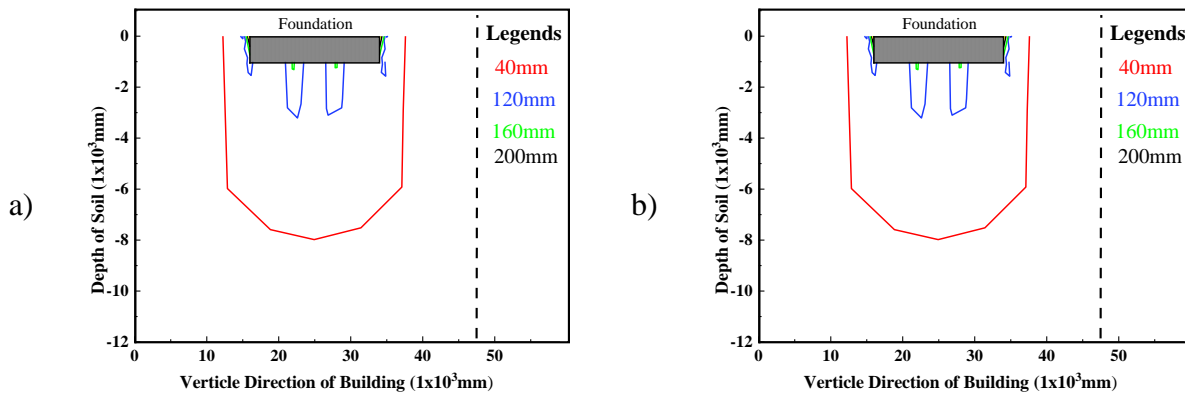 a)
Foundation
Legends
40mm
120mm
160mm
200mm
Depth of Soil (1x10³mm)
0
-2
-4
-6
-8
-10
-12
0 10 20 30 40 50
Verticle Direction of Building (1x10³mm)
b)
Foundation
Legends
40mm
120mm
160mm
200mm
Depth of Soil (1x10³mm)
0
-2
-4
-6
-8
-10
-12
0 10 20 30 40 50
Verticle Direction of Building (1x10³mm)